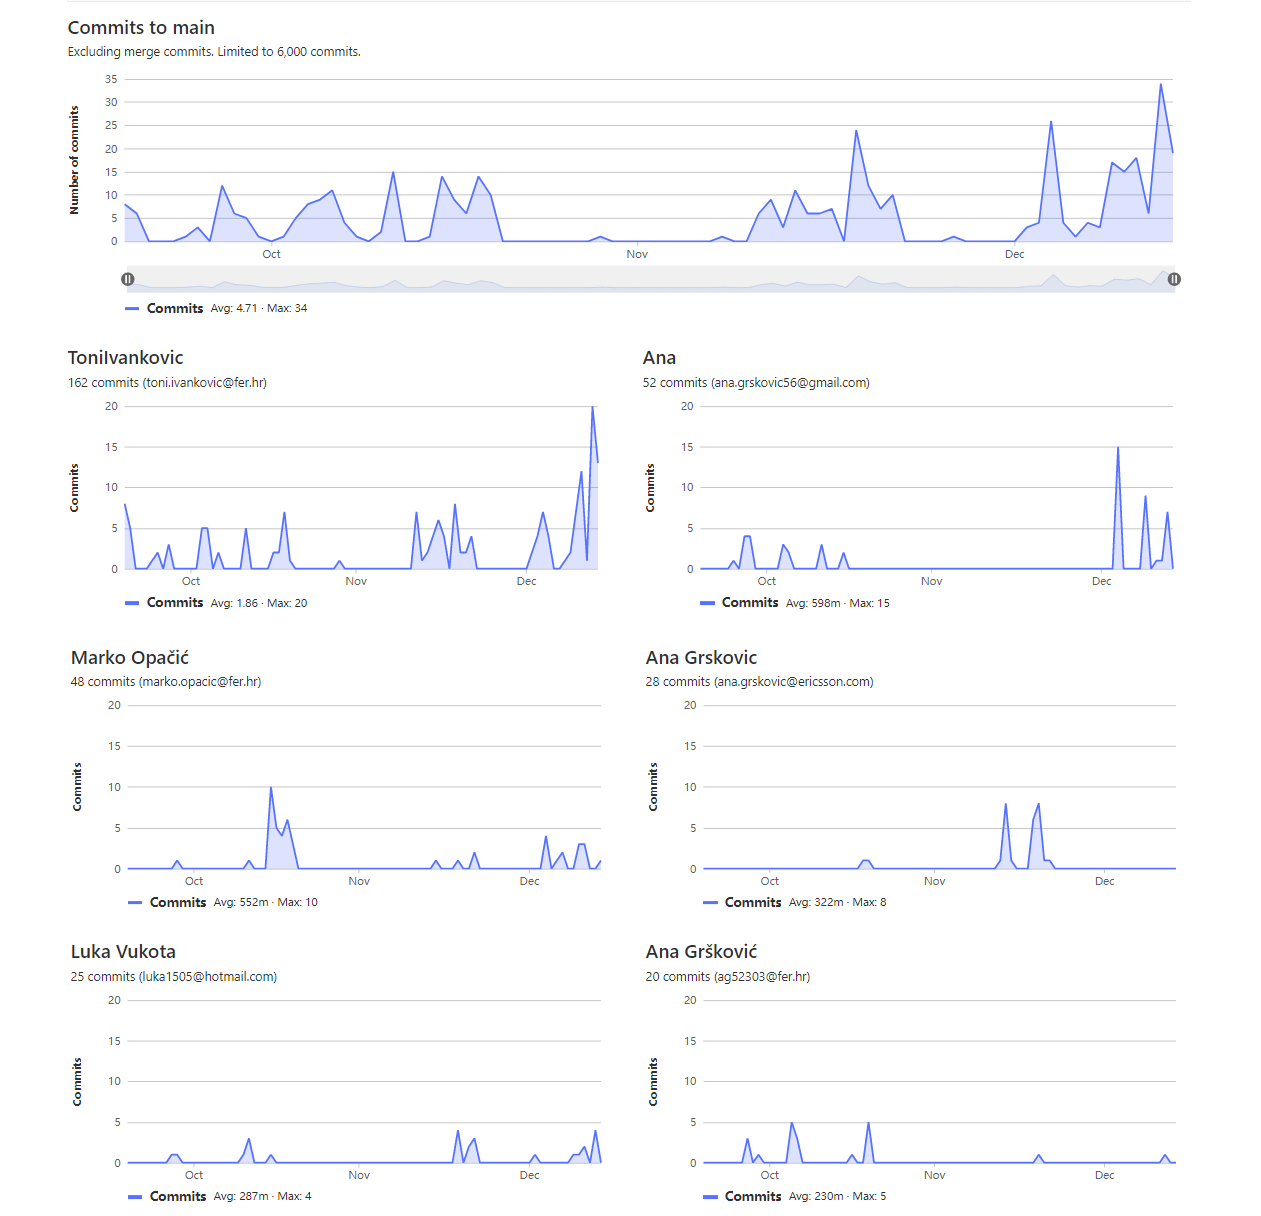 Commits to main
Excluding merge commits. Limited to 6,000 commits.
Number of commits
35
30
25
20
15
10
5
0
Oct Nov Dec
Commits Avg: 4.71 · Max: 34
ToniIvankovic
162 commits (toni.ivankovic@fer.hr)
Commits
20
15
10
5
0
Oct Nov Dec
Commits Avg: 1.86 · Max: 20
Ana
52 commits (ana.grskovic56@gmail.com)
Commits
20
15
10
5
0
Oct Nov Dec
Commits Avg: 598m · Max: 15
Marko Opačić
48 commits (marko.opacic@fer.hr)
Commits
20
15
10
5
0
Oct Nov Dec
Commits Avg: 552m · Max: 10
Ana Grskovic
28 commits (ana.grskovic@ericsson.com)
Commits
20
15
10
5
0
Oct Nov Dec
Commits Avg: 322m · Max: 8
Luka Vukota
25 commits (luka1505@hotmail.com)
Commits
20
15
10
5
0
Oct Nov Dec
Commits Avg: 287m · Max: 4
Ana Gršković
20 commits (ag52303@fer.hr)
Commits
20
15
10
5
0
Oct Nov Dec
Commits Avg: 230m · Max: 5